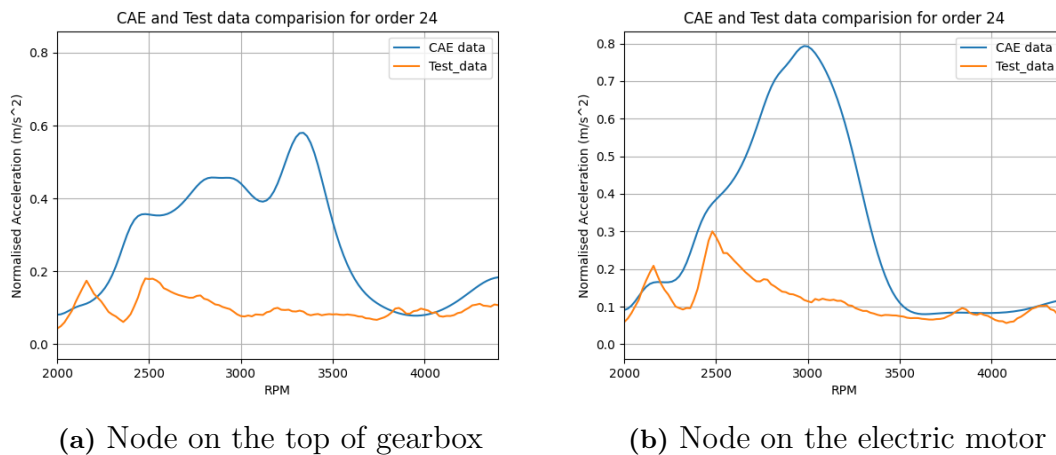 CAE and Test data comparision for order 24
CAE data
Test_data
Normalised Acceleration (m/s^2)
0.8
0.6
0.4
0.2
0.0
2000 2500 3000 3500 4000
RPM
(a) Node on the top of gearbox
CAE and Test data comparision for order 24
CAE data
Test_data
Normalised Acceleration (m/s^2)
0.8
0.7
0.6
0.5
0.4
0.3
0.2
0.1
0.0
2000 2500 3000 3500 4000
RPM
(b) Node on the electric motor